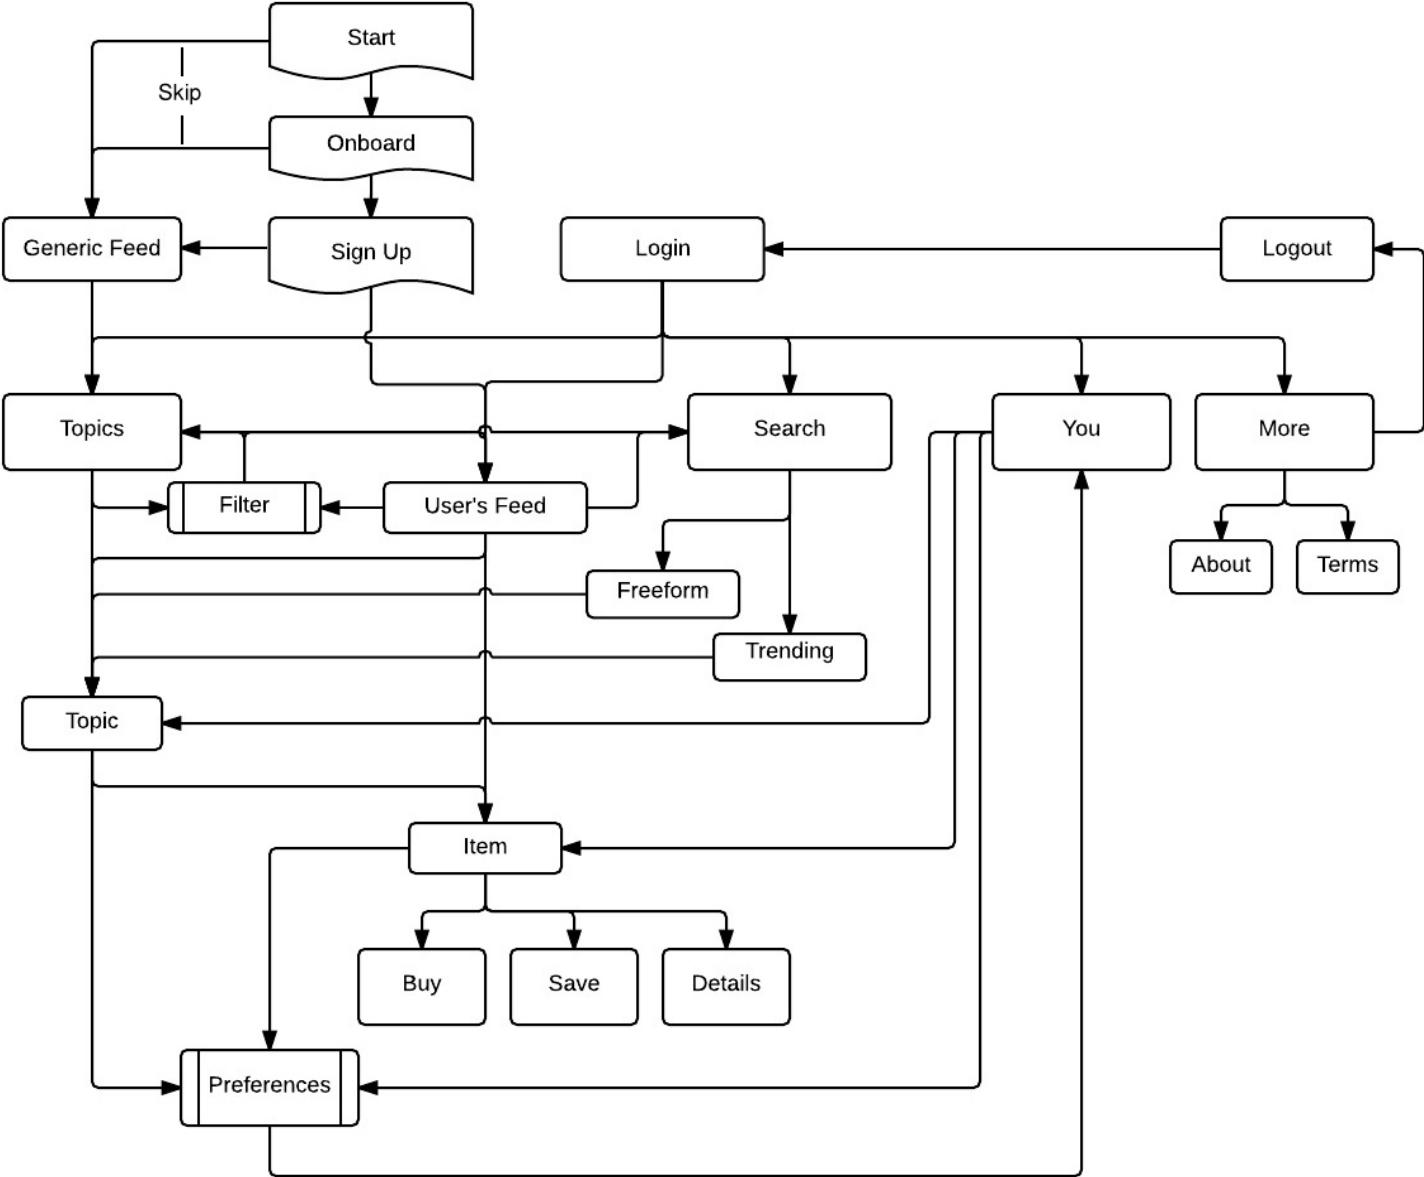 Start
Skip
Onboard
Generic Feed
Sign Up
Login
Logout
Topics
Search
You
More
Filter
User's Feed
About
Terms
Freeform
Trending
Topic
Item
Buy
Save
Details
Preferences